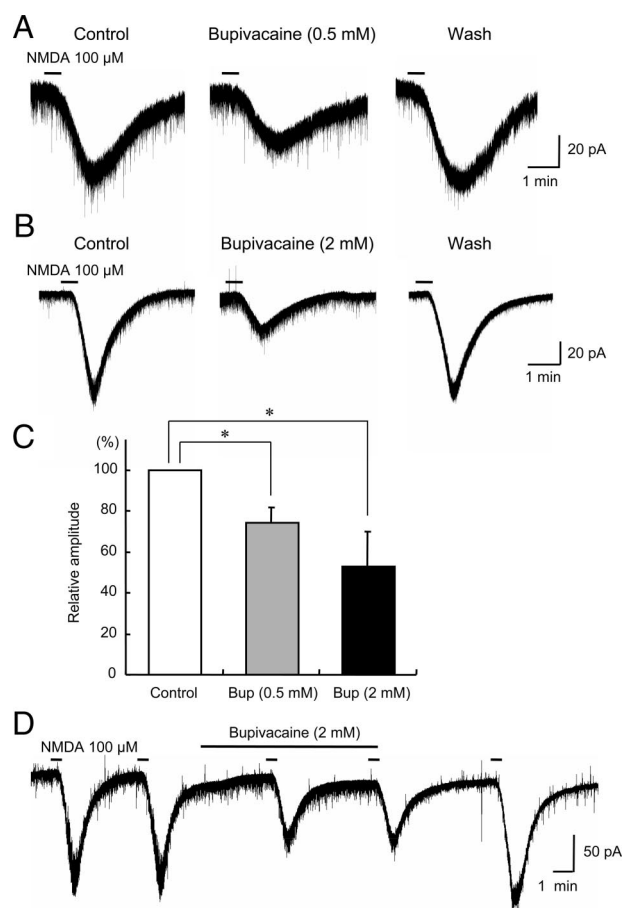 A
Control Bupivacaine (0.5 mM) Wash
NMDA 100 µM
20 pA
1 min
B
Control Bupivacaine (2 mM) Wash
NMDA 100 µM
20 pA
1 min
C
(%)
* 
*
100
80
60
40
20
0
Relative amplitude
Control Bup (0.5 mM) Bup (2 mM)
D
Bupivacaine (2 mM)
NMDA 100 µM
50 pA
1 min